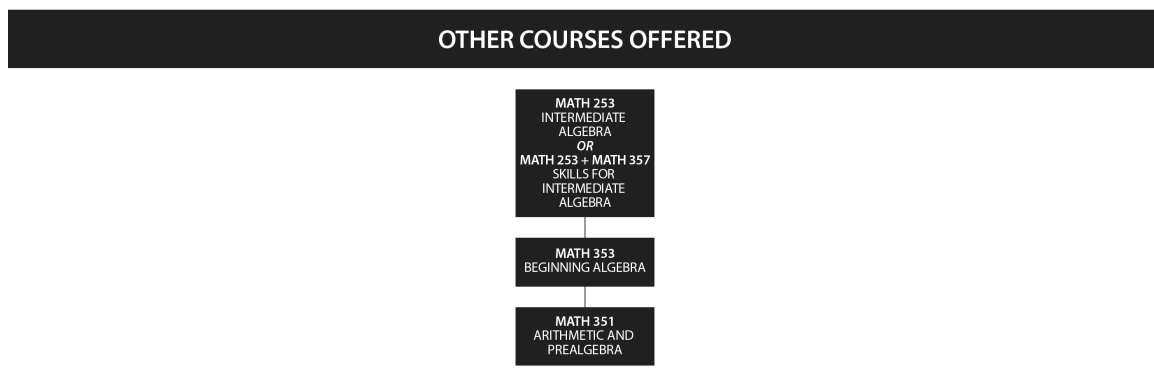 OTHER COURSES OFFERED
MATH 253
INTERMEDIATE
ALGEBRA
OR
MATH 253 + MATH 357
SKILLS FOR
INTERMEDIATE
ALGEBRA
MATH 353
BEGINNING ALGEBRA
MATH 351
ARITHMETIC AND
PREALGEBRA